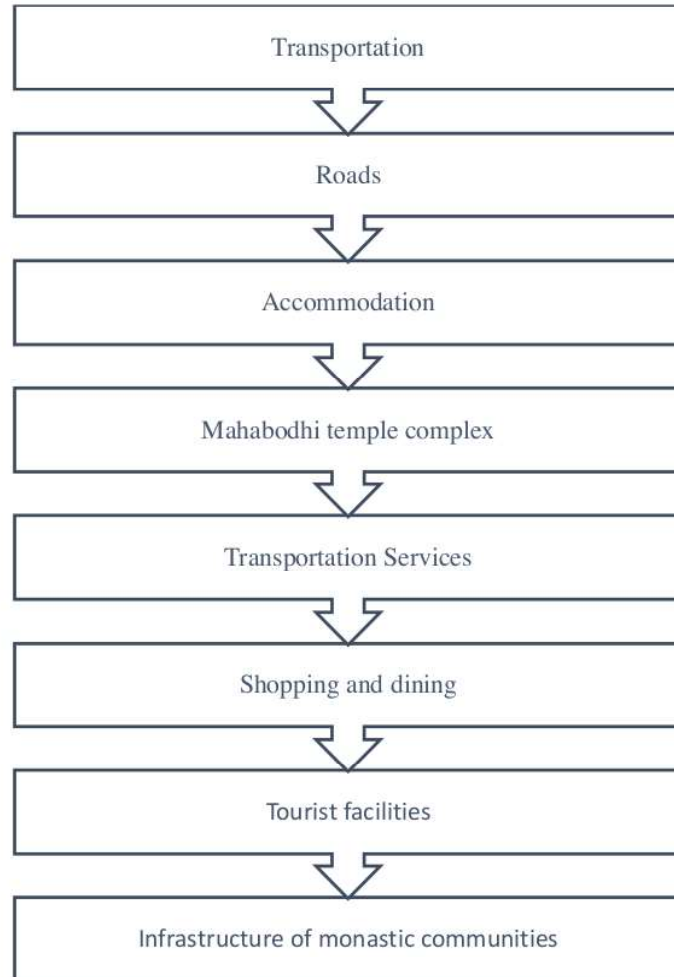 Transportation
Roads
Accommodation
Mahabodhi temple complex
Transportation Services
Shopping and dining
Tourist facilities
Infrastructure of monastic communities